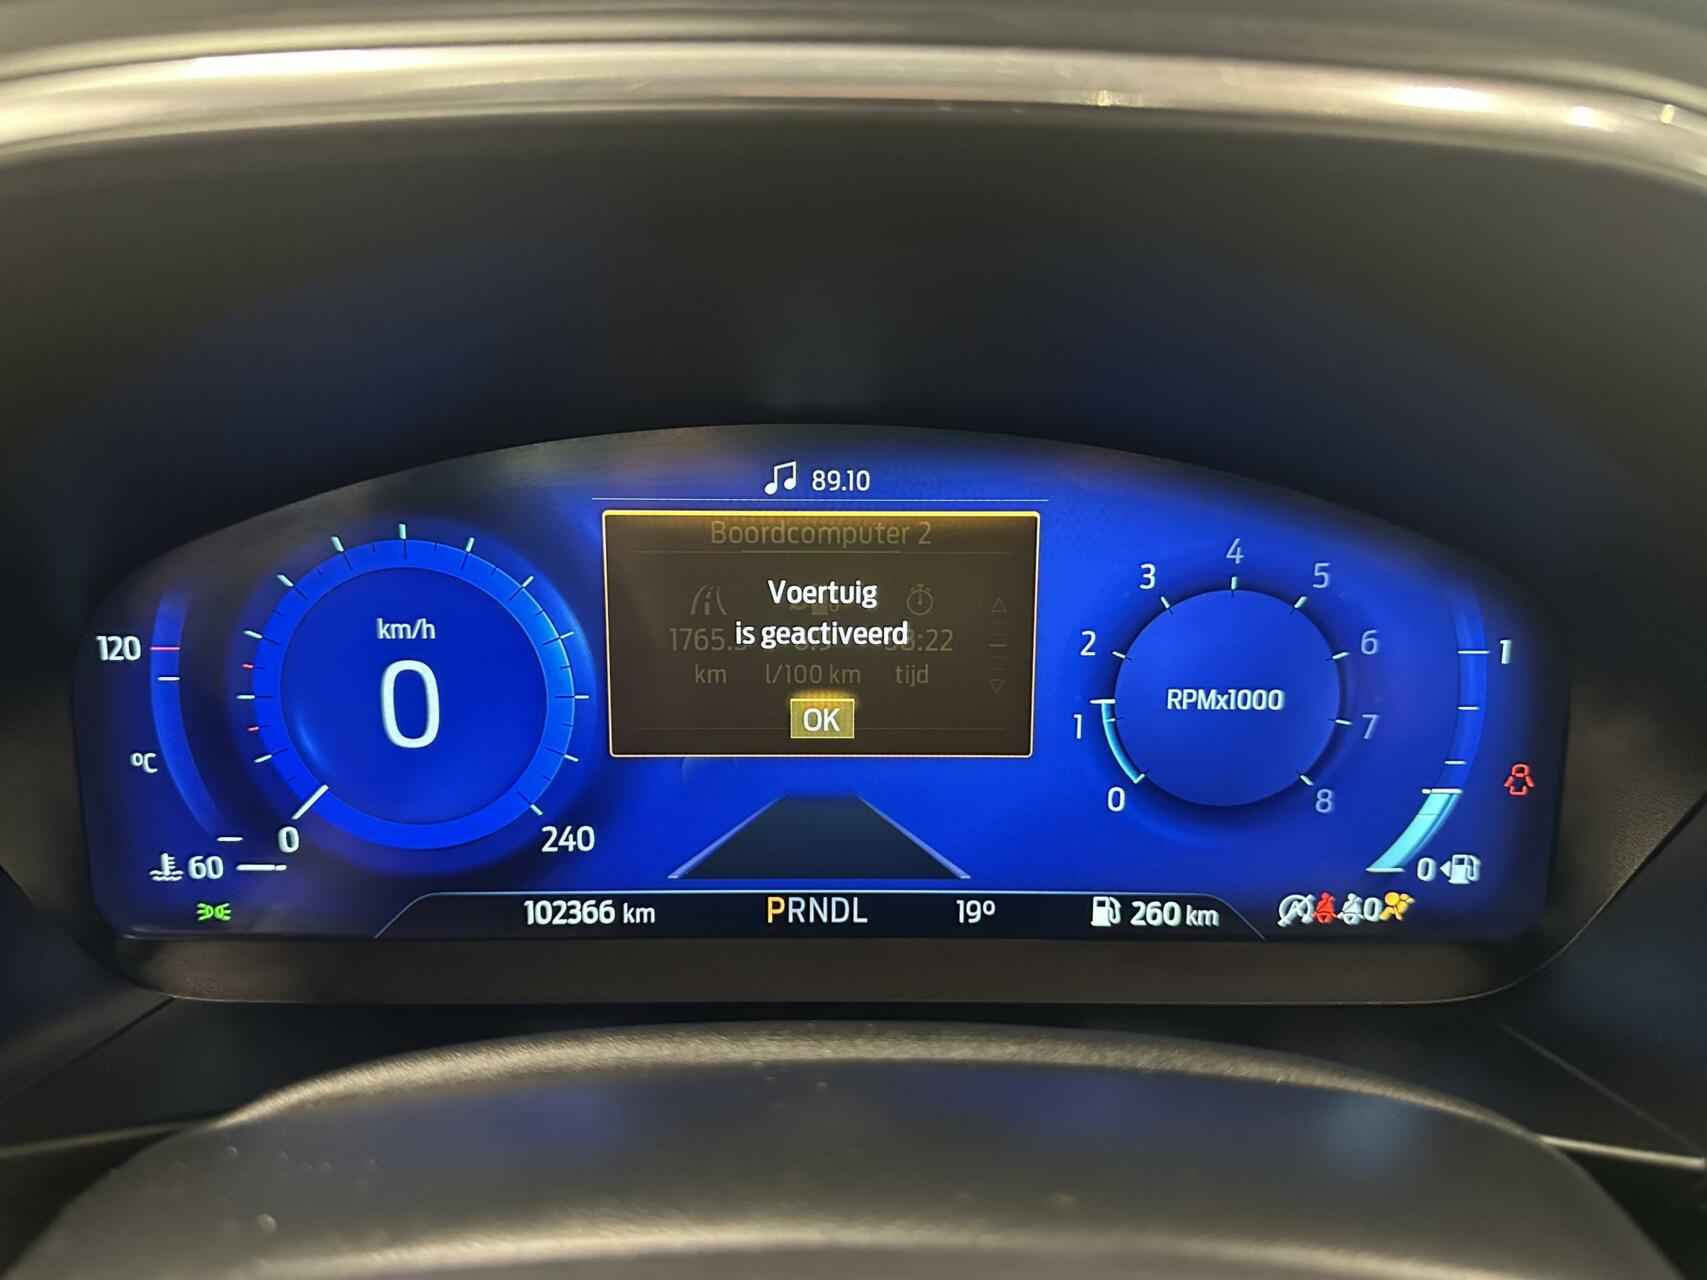 89.10
Boordcomputer 2
Voertuig
is geactiveerd
km l/100 km tijd
OK
km/h
0
120
°C
60
0
240
RPMx1000
0
1
2
3
4
5
6
7
8
1
0
102366 km
PRNDL
19°
260 km